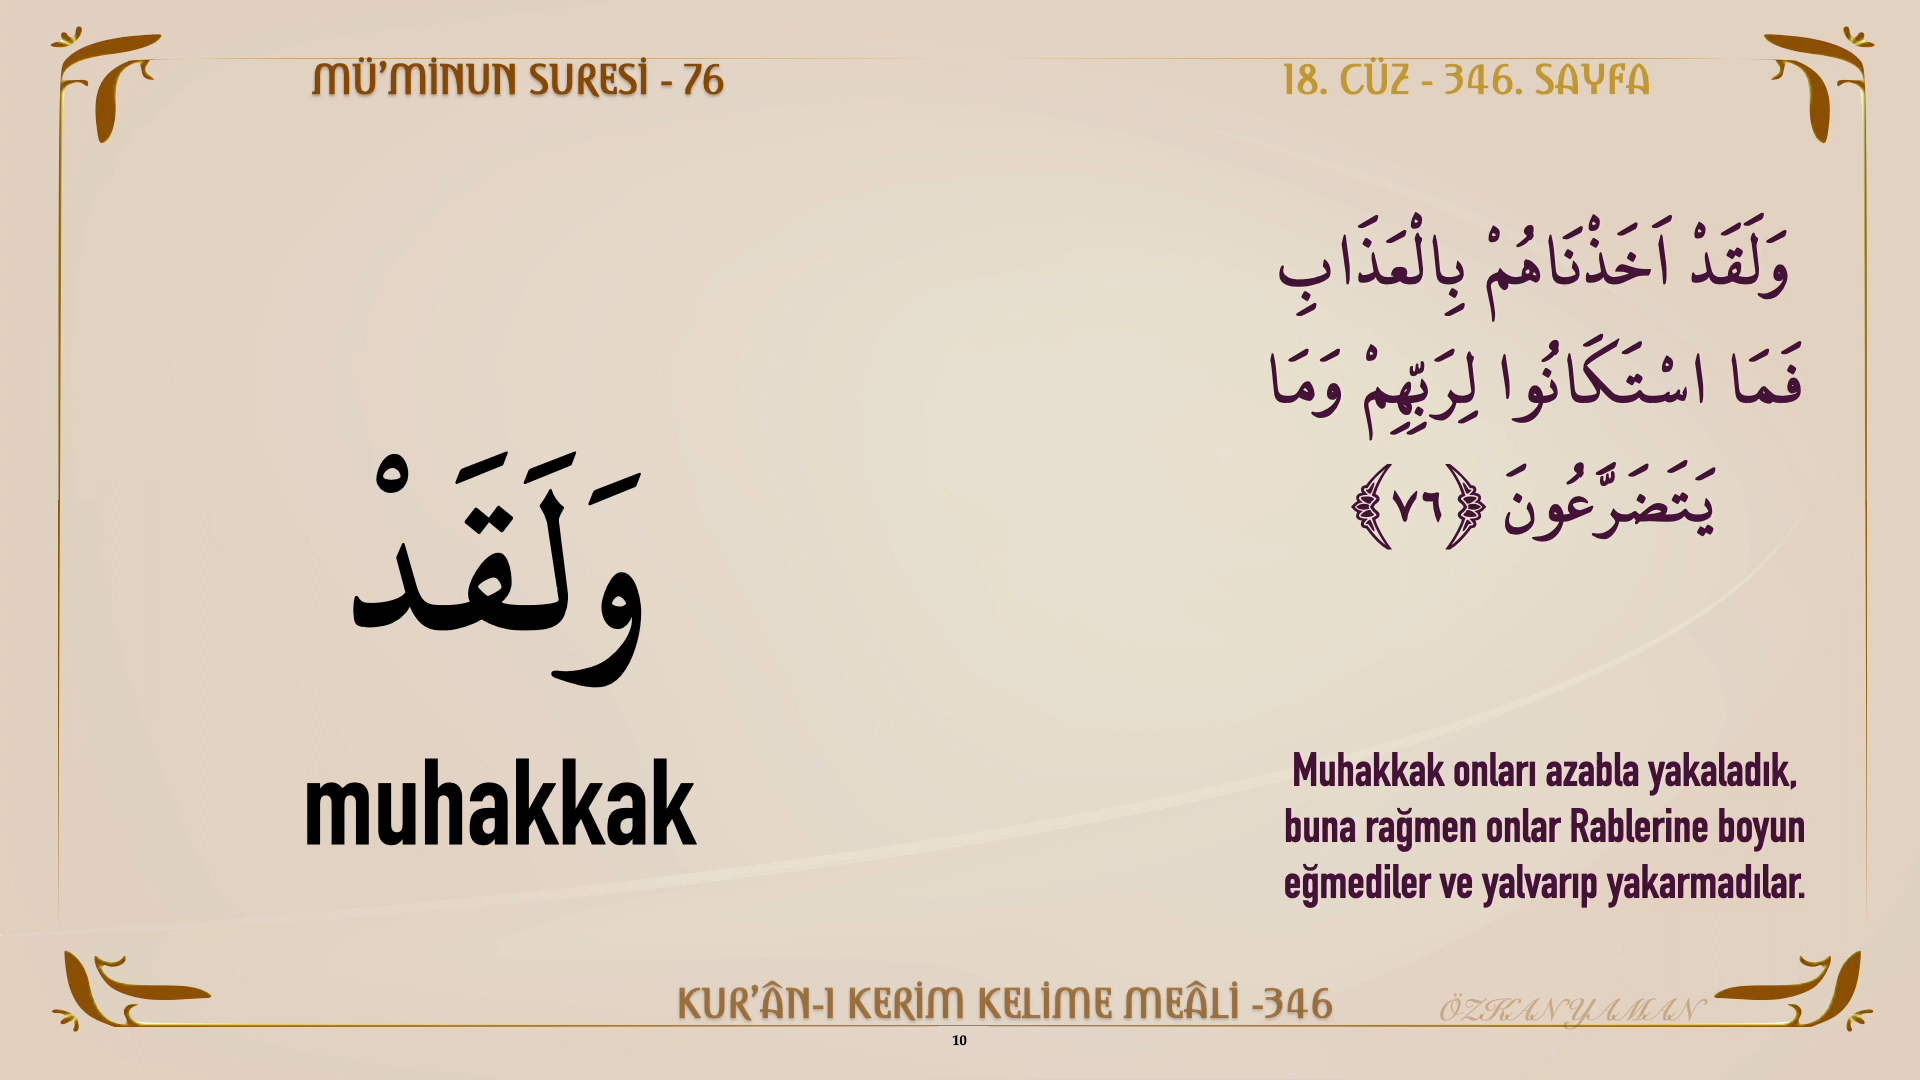 MÜ’MİNUN SURESİ - 76
18. CÜZ - 346. SAYFA
وَلَقَدْ اَخَذْنَاهُمْ بِالْعَذَابِ
فَمَا اسْتَكَانُوا لِرَبِّهِمْ وَمَا
يَتَضَرَّعُونَ ﴿٧٦﴾
وَلَقَدْ
muhakkak
Muhakkak onları azabla yakaladık,
buna rağmen onlar Rablerine boyun
eğmediler ve yalvarıp yakarmadılar.
KUR’ÂN-I KERİM KELİME MEÂLİ -346
ÖZKAN YAMAN
10